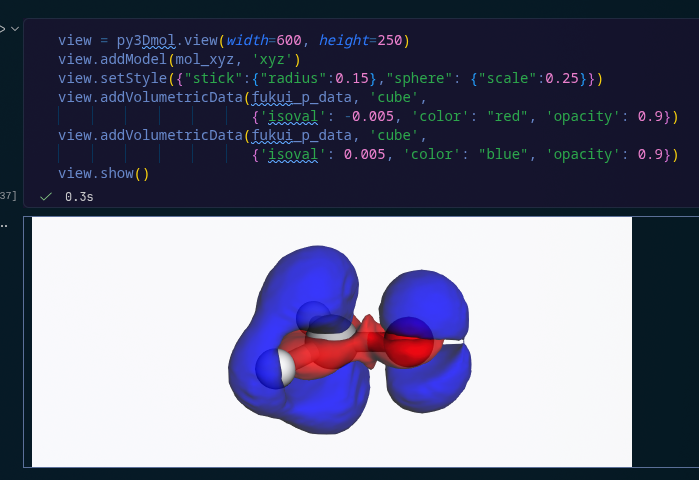 view = py3Dmol.view(width=600, height=250)
view.addModel(mol_xyz, 'xyz')
view.setStyle({"stick":{"radius":0.15},"sphere": {"scale":0.25}})
view.addVolumetricData(fukui_p_data, 'cube',
{'isoval': -0.005, 'color': "red", 'opacity': 0.9})
view.addVolumetricData(fukui_p_data, 'cube',
{'isoval': 0.005, 'color': "blue", 'opacity': 0.9})
view.show()
37]
0.3s